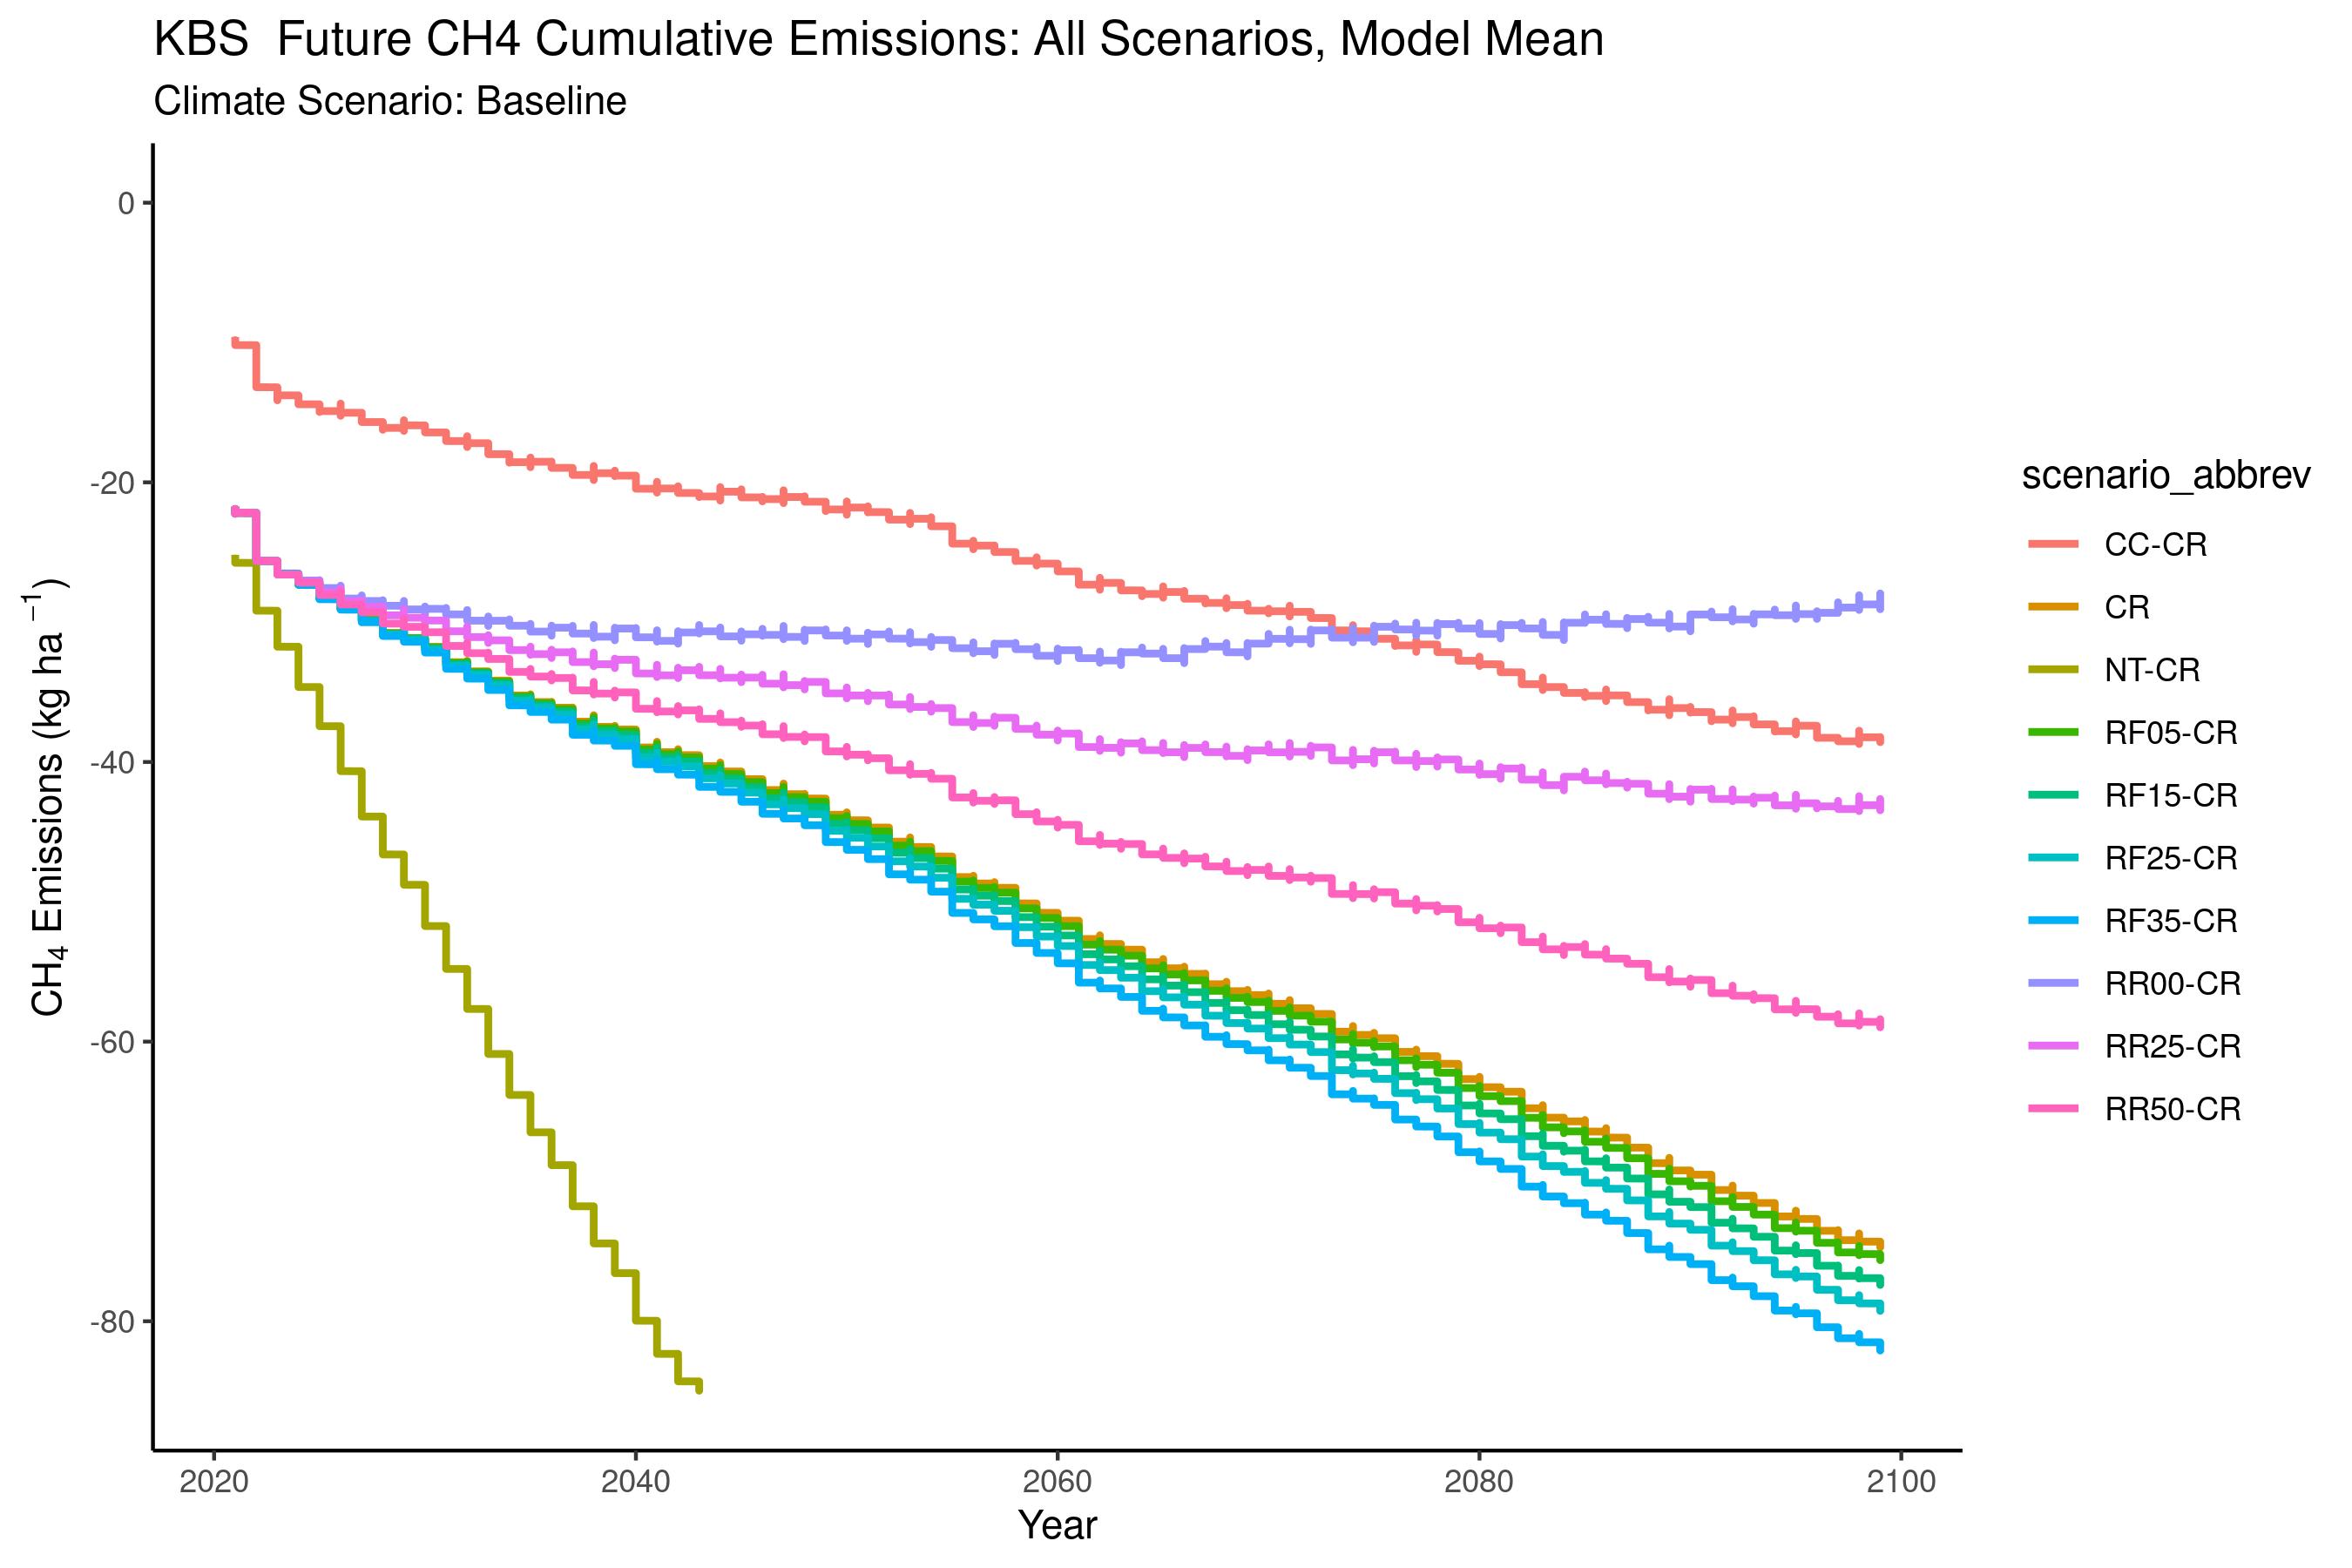 KBS  Future CH4 Cumulative Emissions: All Scenarios, Model Mean
Climate Scenario: Baseline
CH₄ Emissions (kg ha ⁻¹)
0
-20
-40
-60
-80
2020 2040 2060 2080 2100
Year
scenario_abbrev
CC-CR
CR
NT-CR
RF05-CR
RF15-CR
RF25-CR
RF35-CR
RR00-CR
RR25-CR
RR50-CR